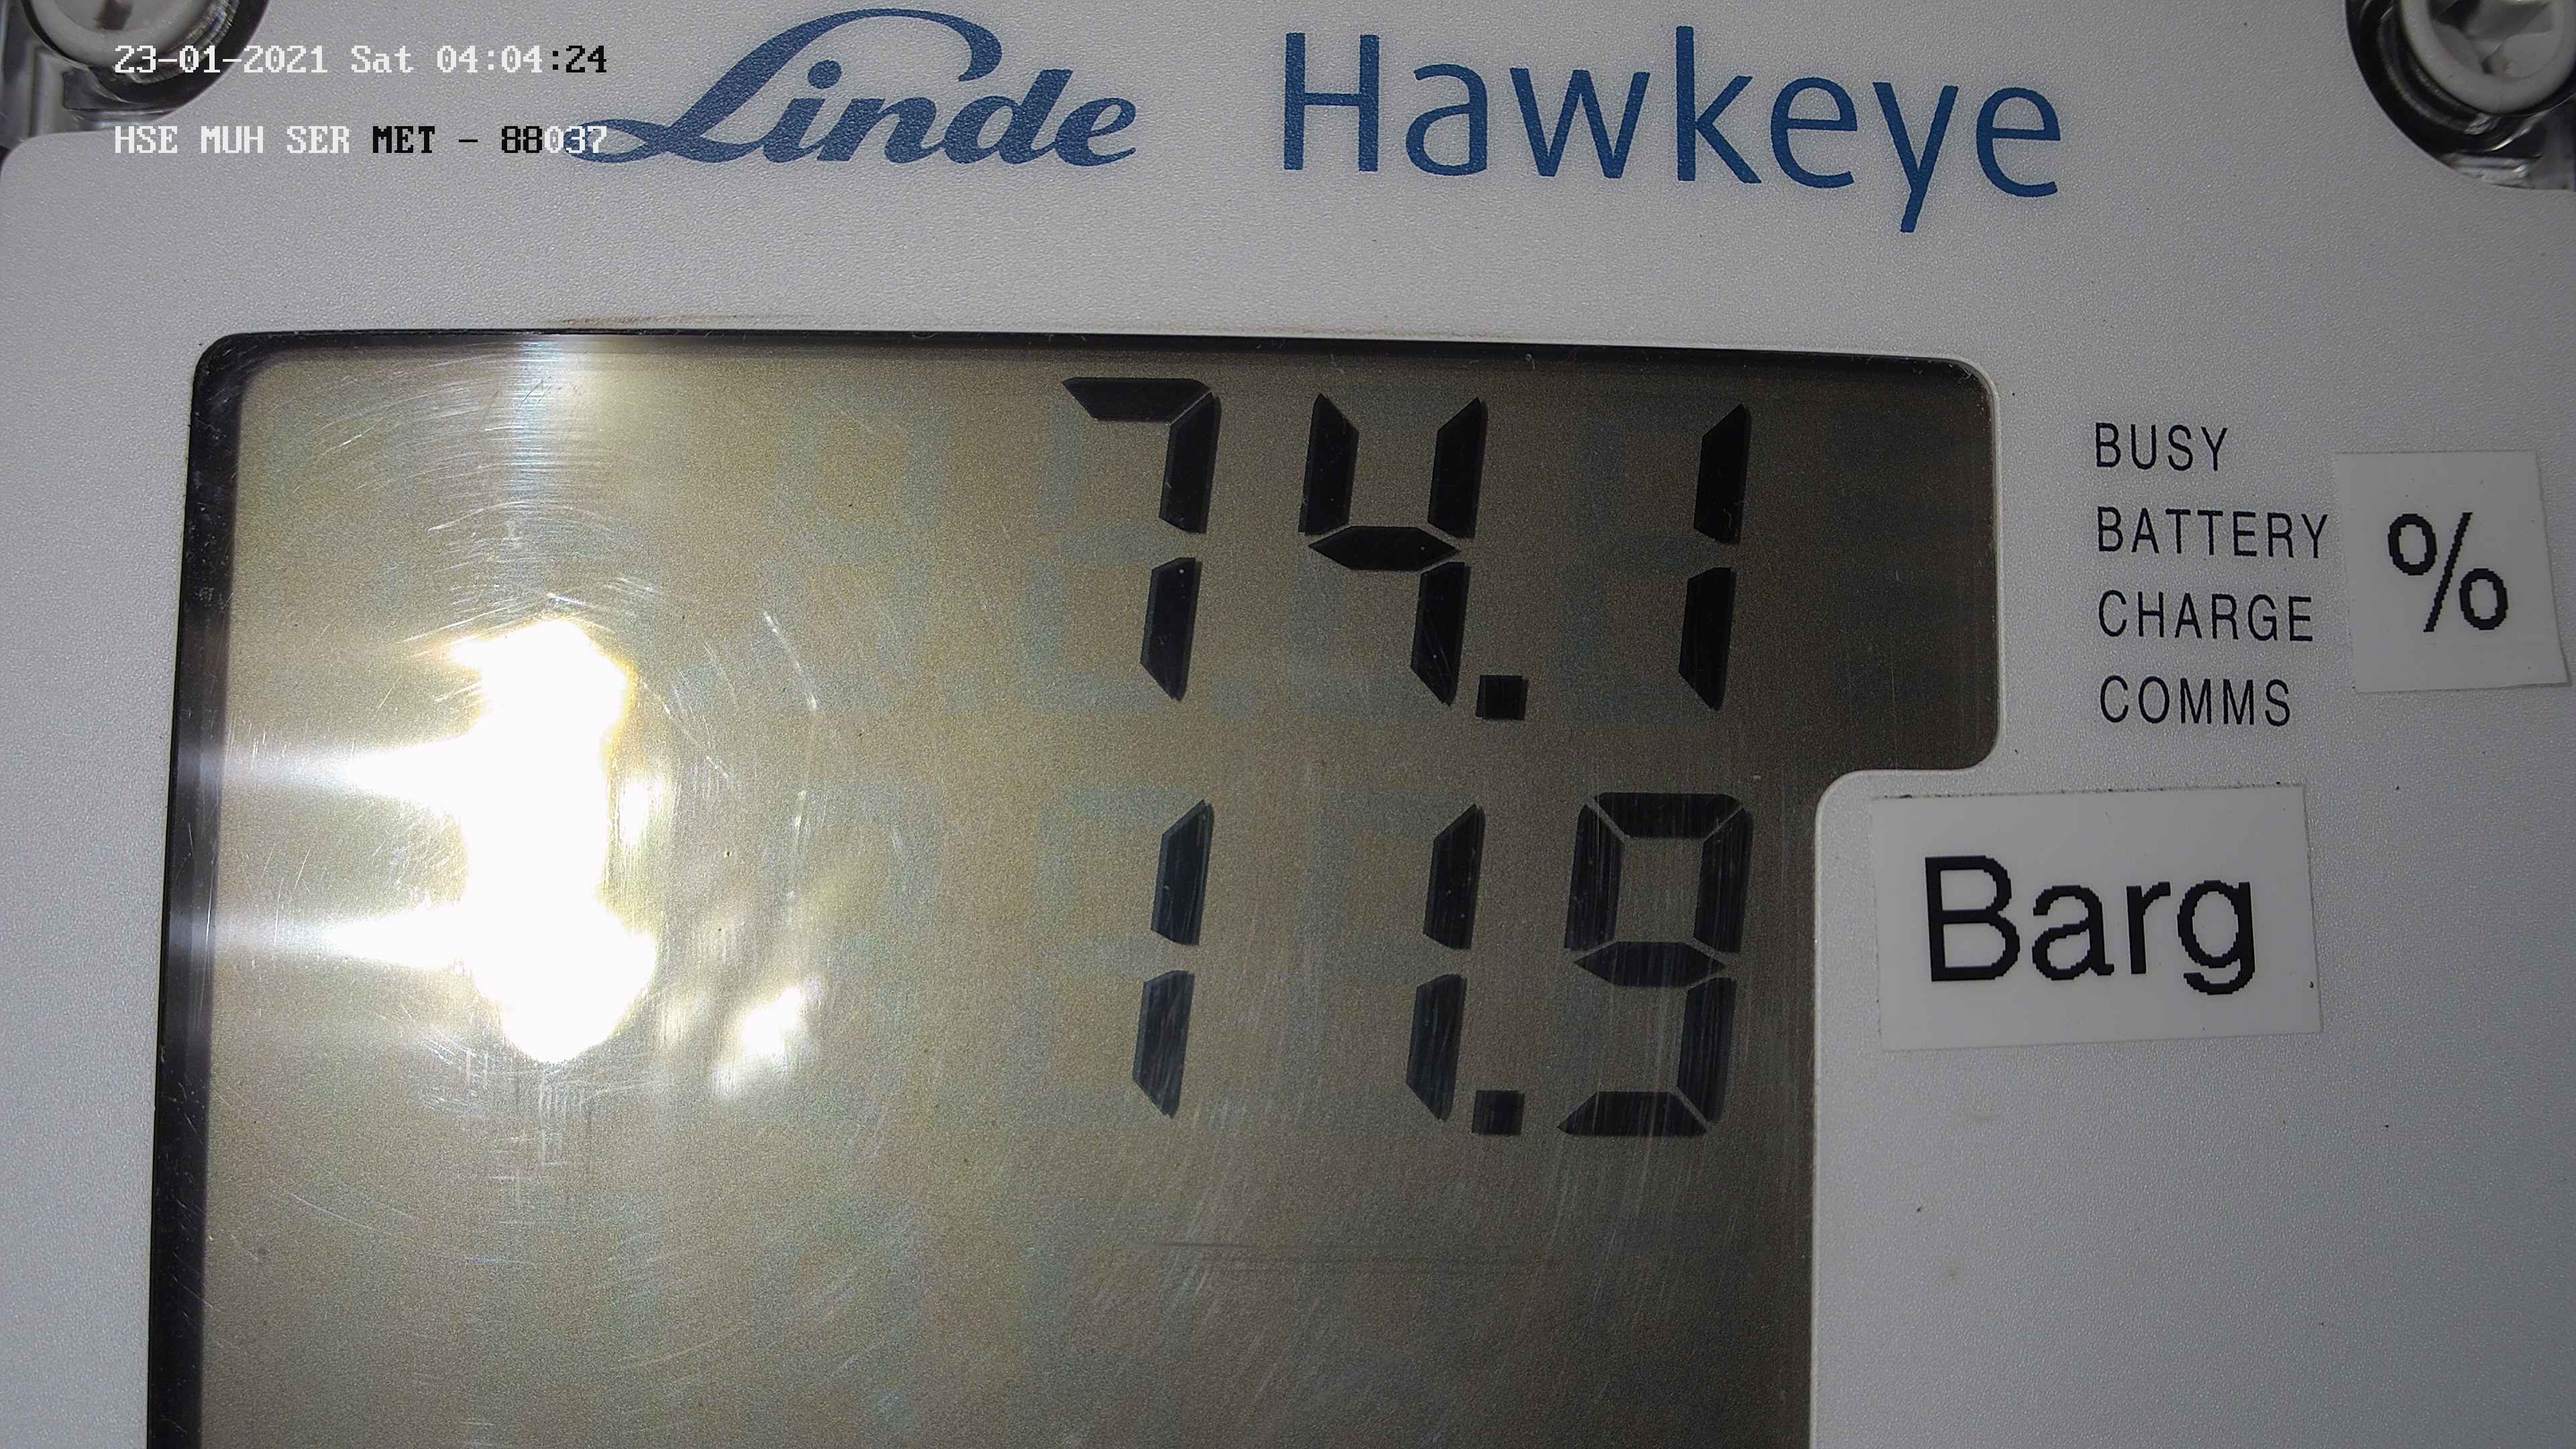 23-01-2021 Sat 04:04:24
HSE MUH SER MET - 88037
Linde Hawkeye
74.1
BUSY
BATTERY
CHARGE
COMMS
%
11.9
Barg